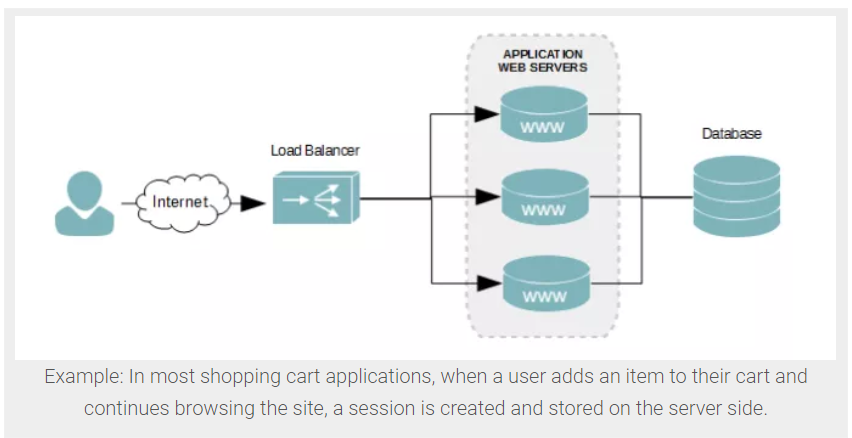 APPLICATION
WEB SERVERS
Load Balancer
Internet
www
www
www
Database
Example: In most shopping cart applications, when a user adds an item to their cart and
continues browsing the site, a session is created and stored on the server side.